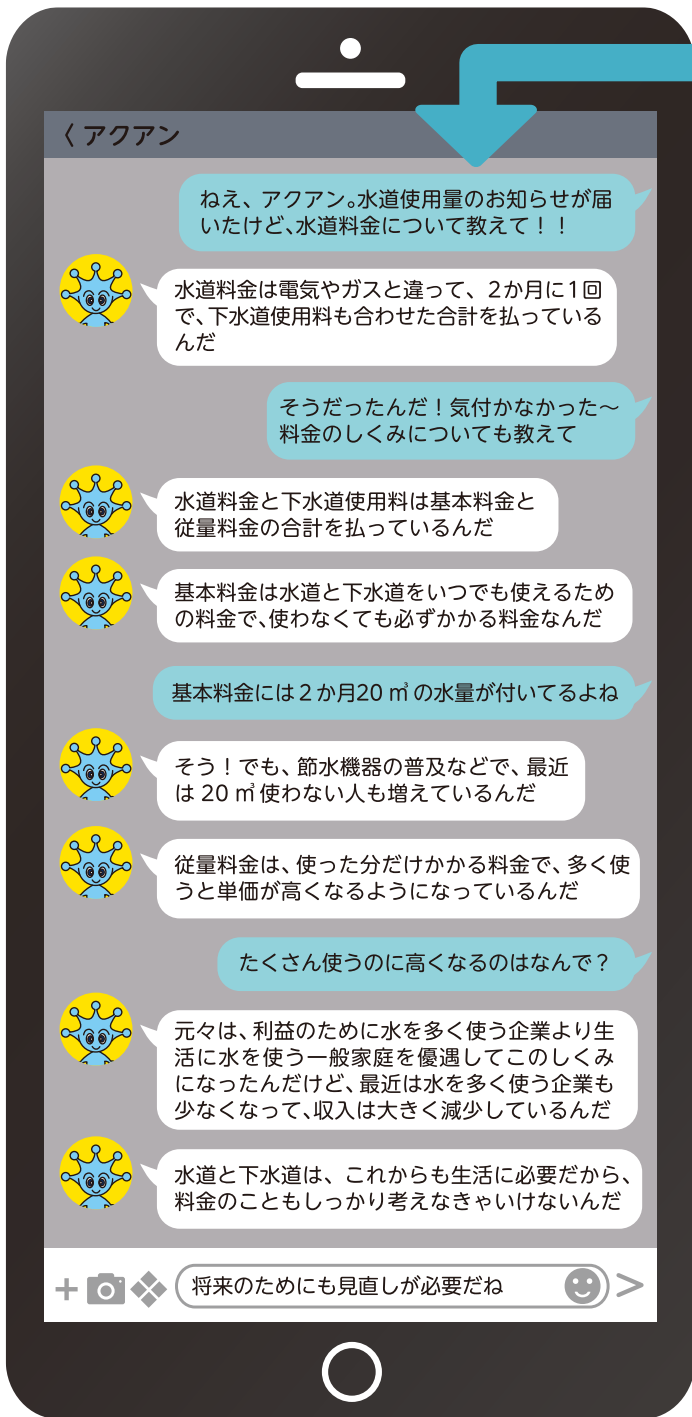 〈 アクアン
ねえ、アクアン。水道使用量のお知らせが届
いたけど、水道料金について教えて！！
水道料金は電気やガスと違って、２か月に１回
で、下水道使用料も合わせた合計を払っている
んだ
そうだったんだ！気付かなかった～
料金のしくみについても教えて
水道料金と下水道使用料は基本料金と
従量料金の合計を払っているんだ
基本料金は水道と下水道をいつでも使えるため
の料金で、使わなくても必ずかかる料金なんだ
基本料金には２か月20 ㎥の水量が付いてるよね
そう！でも、節水機器の普及などで、最近
は 20 ㎥使わない人も増えているんだ
従量料金は、使った分だけかかる料金で、多く使
うと単価が高くなるようになっているんだ
たくさん使うのに高くなるのはなんで？
元々は、利益のために水を多く使う企業より生
活に水を使う一般家庭を優遇してこのしくみ
になったんだけど、最近は水を多く使う企業も
少なくなって、収入は大きく減少しているんだ
水道と下水道は、これからも生活に必要だから、
料金のこともしっかり考えなきゃいけないんだ
将来のためにも見直しが必要だね